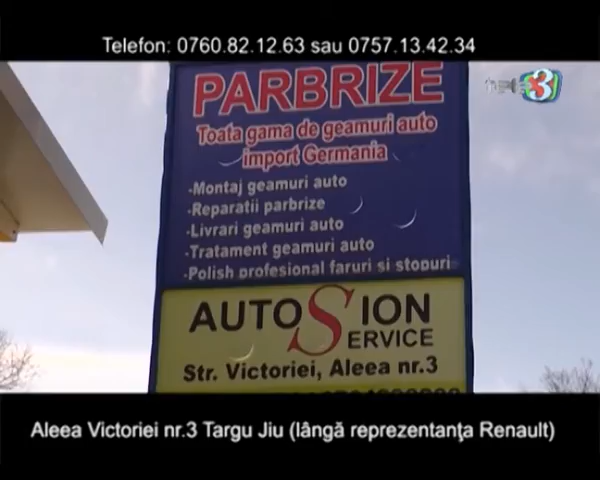 Telefon: 0760.82.12.63 sau 0757.13.42.34
PARBRIZE
Toata gama de geamuri auto
import Germania
-Montaj geamuri auto
-Reparatii parbrize
-Livrari geamuri auto
-Tratament geamuri auto
-Polish profesional faruri si stopuri
3
AUTO SION
SERVICE
Str. Victoriei, Aleea nr.3
Aleea Victoriei nr.3 Targu Jiu (lângă reprezentanţa Renault)